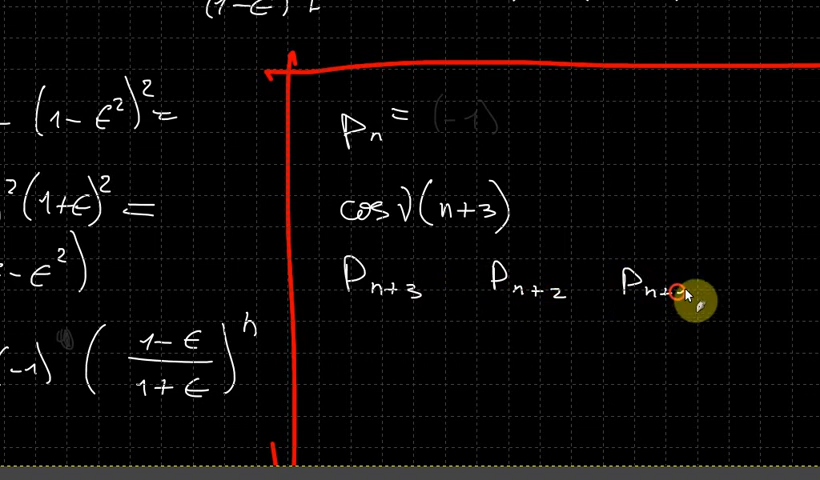 (1-ϵ)
- (1-ϵ²)² =
² (1+ϵ)² =
- ϵ²)
(-1) ( (1-ϵ)/(1+ϵ) )ⁿ
Pₙ = (-1)
cos ν(n+3)
Pₙ₊₃ Pₙ₊₂ Pₙ₊